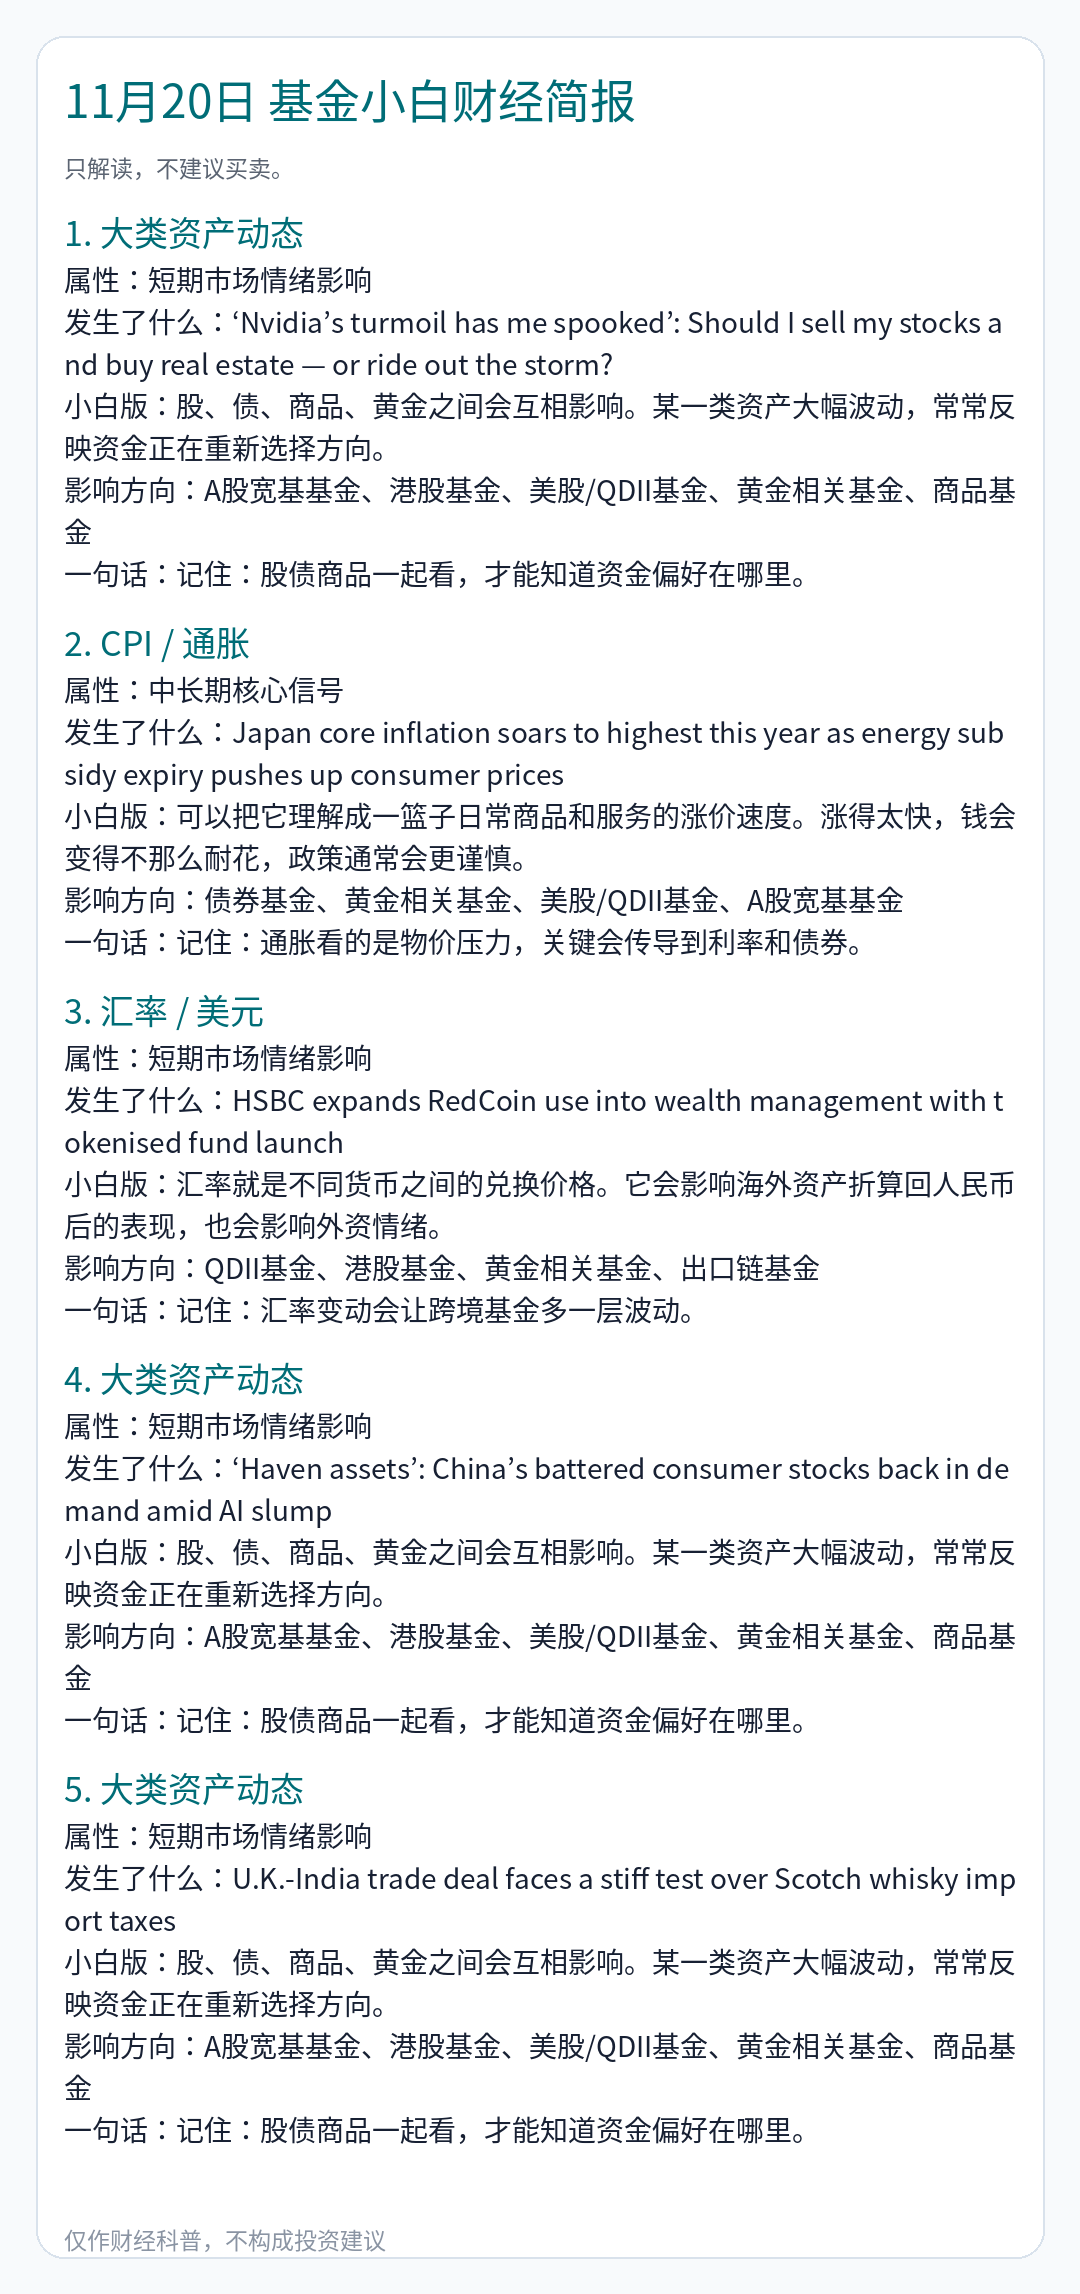 11月20日 基金小白财经简报
只解读，不建议买卖。
1. 大类资产动态
属性：短期市场情绪影响
发生了什么：‘Nvidia’s turmoil has me spooked’: Should I sell my stocks a
nd buy real estate — or ride out the storm?
小白版：股、债、商品、黄金之间会互相影响。某一类资产大幅波动，常常反
映资金正在重新选择方向。
影响方向：A股宽基基金、港股基金、美股/QDII基金、黄金相关基金、商品基
金
一句话：记住：股债商品一起看，才能知道资金偏好在哪里。
2. CPI / 通胀
属性：中长期核心信号
发生了什么：Japan core inflation soars to highest this year as energy sub
sidy expiry pushes up consumer prices
小白版：可以把它理解成一篮子日常商品和服务的涨价速度。涨得太快，钱会
变得不那么耐花，政策通常会更谨慎。
影响方向：债券基金、黄金相关基金、美股/QDII基金、A股宽基基金
一句话：记住：通胀看的是物价压力，关键会传导到利率和债券。
3. 汇率 / 美元
属性：短期市场情绪影响
发生了什么：HSBC expands RedCoin use into wealth management with t
okenised fund launch
小白版：汇率就是不同货币之间的兑换价格。它会影响海外资产折算回人民币
后的表现，也会影响外资情绪。
影响方向：QDII基金、港股基金、黄金相关基金、出口链基金
一句话：记住：汇率变动会让跨境基金多一层波动。
4. 大类资产动态
属性：短期市场情绪影响
发生了什么：‘Haven assets’: China’s battered consumer stocks back in de
mand amid AI slump
小白版：股、债、商品、黄金之间会互相影响。某一类资产大幅波动，常常反
映资金正在重新选择方向。
影响方向：A股宽基基金、港股基金、美股/QDII基金、黄金相关基金、商品基
金
一句话：记住：股债商品一起看，才能知道资金偏好在哪里。
5. 大类资产动态
属性：短期市场情绪影响
发生了什么：U.K.-India trade deal faces a stiff test over Scotch whisky imp
ort taxes
小白版：股、债、商品、黄金之间会互相影响。某一类资产大幅波动，常常反
映资金正在重新选择方向。
影响方向：A股宽基基金、港股基金、美股/QDII基金、黄金相关基金、商品基
金
一句话：记住：股债商品一起看，才能知道资金偏好在哪里。
仅作财经科普，不构成投资建议